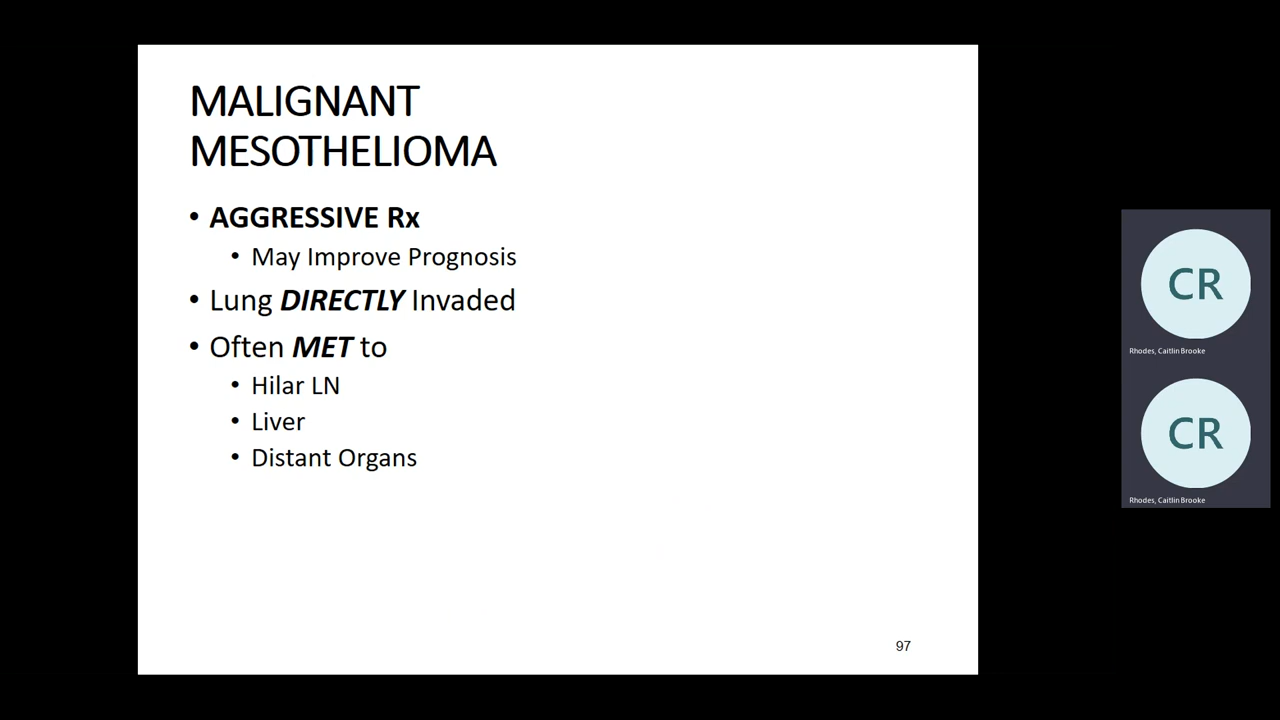 MALIGNANT
MESOTHELIOMA
• AGGRESSIVE Rx
• May Improve Prognosis
• Lung DIRECTLY Invaded
• Often MET to
• Hilar LN
• Liver
• Distant Organs
97
CR
Rhodes, Caitlin Brooke
CR
Rhodes, Caitlin Brooke